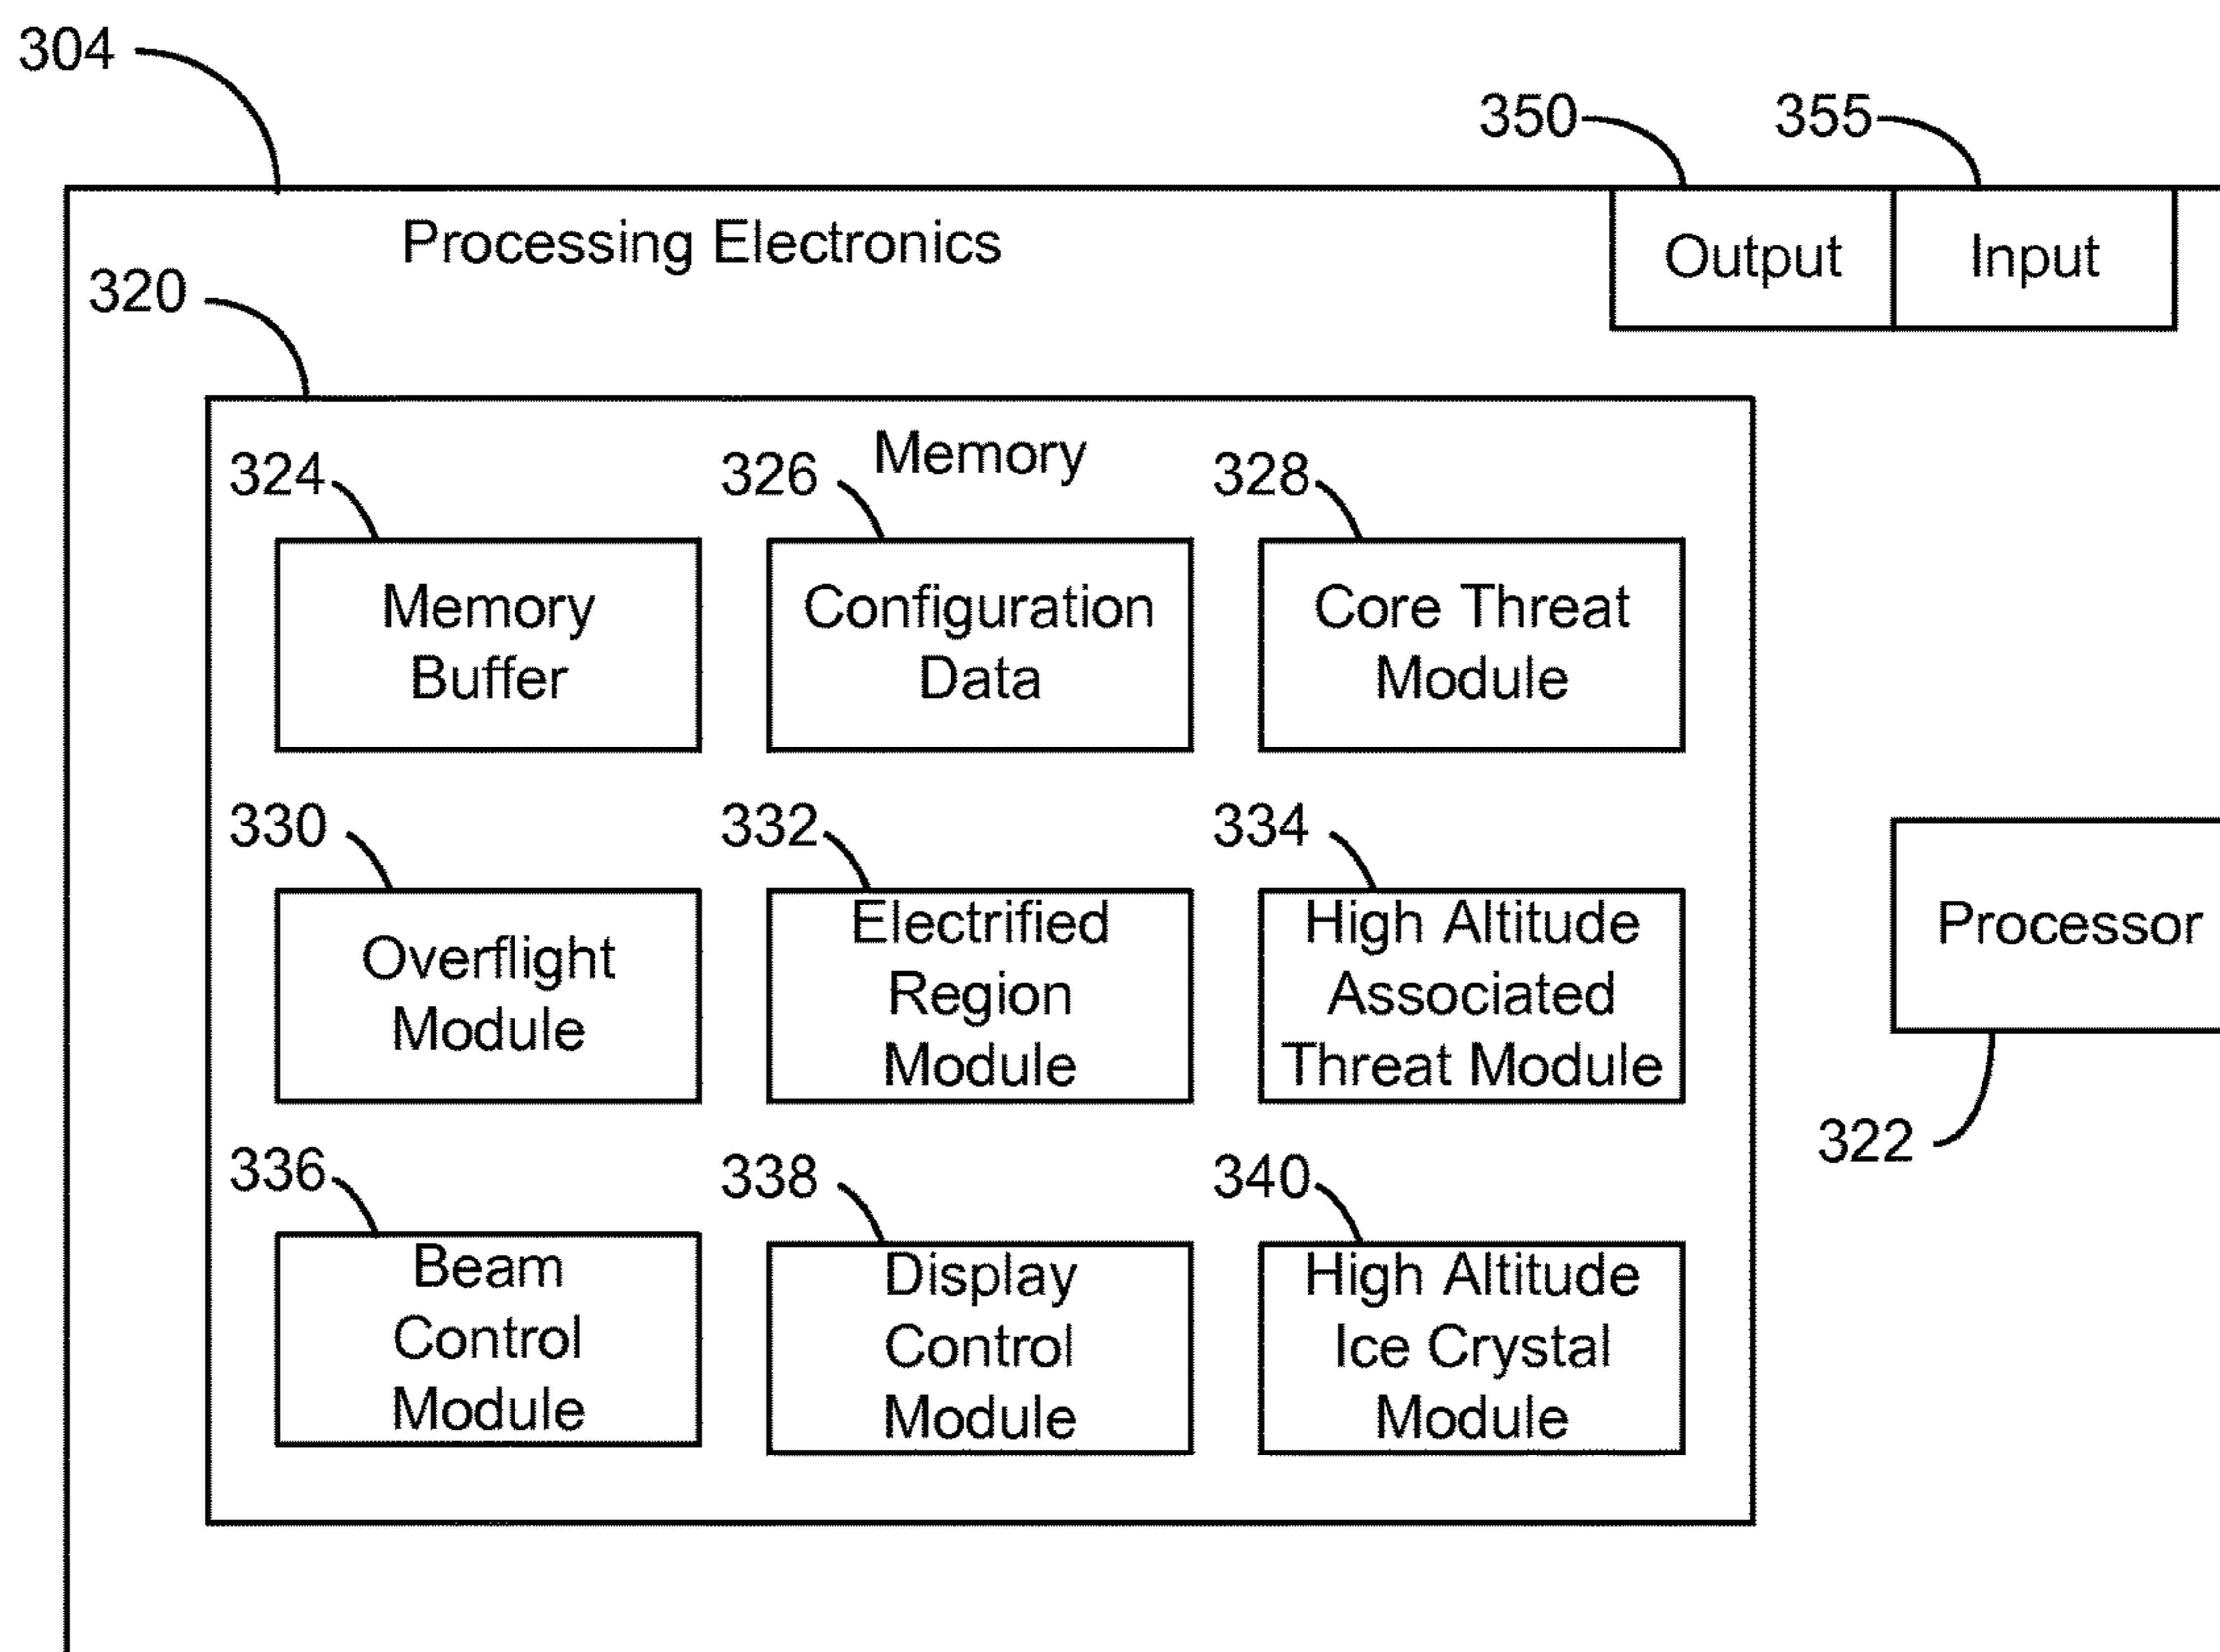 304
350
355
Processing Electronics
Output
Input
320
Memory
324
326
328
Memory
Buffer
Configuration
Data
Core Threat
Module
330
332
334
Overflight
Module
Electrified
Region
Module
High Altitude
Associated
Threat Module
Processor
322
336
338
340
Beam
Control
Module
Display
Control
Module
High Altitude
Ice Crystal
Module